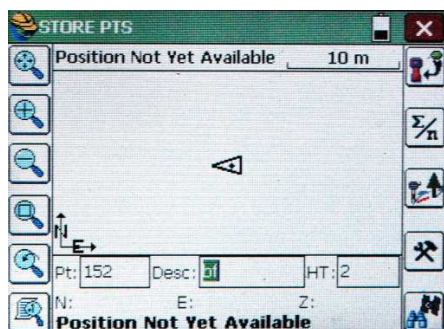 STORE PTS
Position Not Yet Available 10 m
Σ/n
N
E
Pt: 152 Desc: bf HT: 2
N: E: Z:
Position Not Yet Available